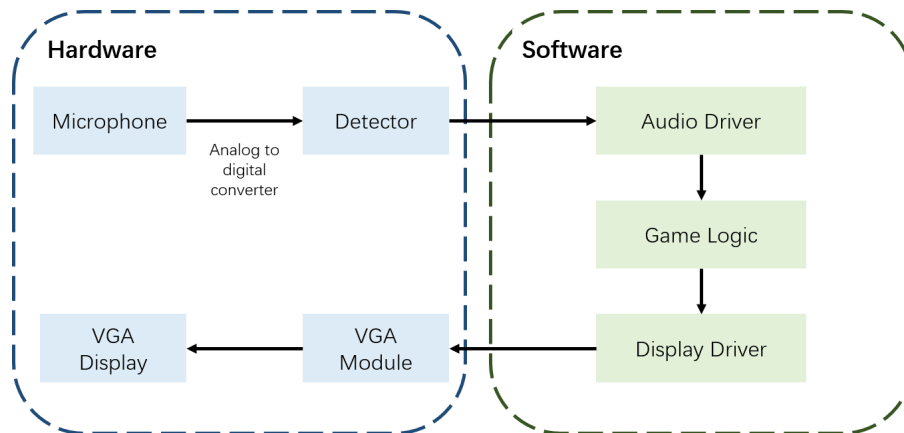 Hardware
Software
Microphone
Detector
Audio Driver
Analog to
digital
converter
Game Logic
VGA
Display
VGA
Module
Display Driver